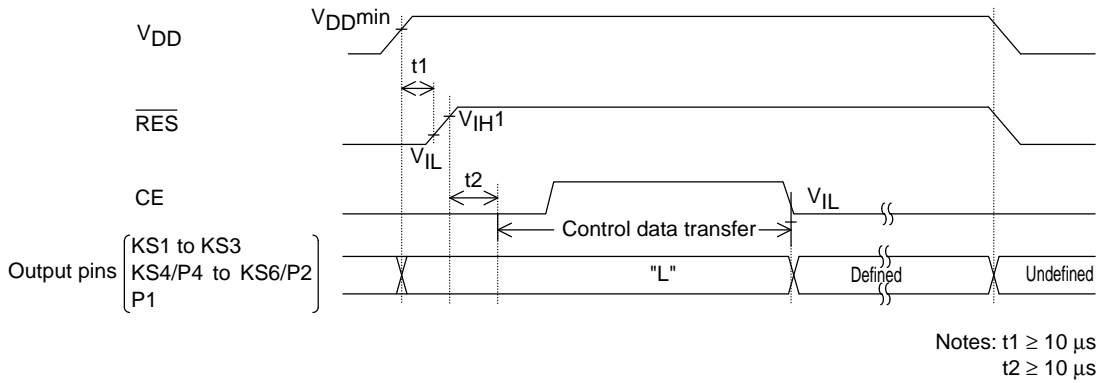 VDD
VDDmin
t1
RES
VIH1
VIL
t2
CE
VIL
Control data transfer
Output pins
KS1 to KS3
KS4/P4 to KS6/P2
P1
"L"
Defined
Undefined
Notes: t1 ≥ 10 μs
t2 ≥ 10 μs